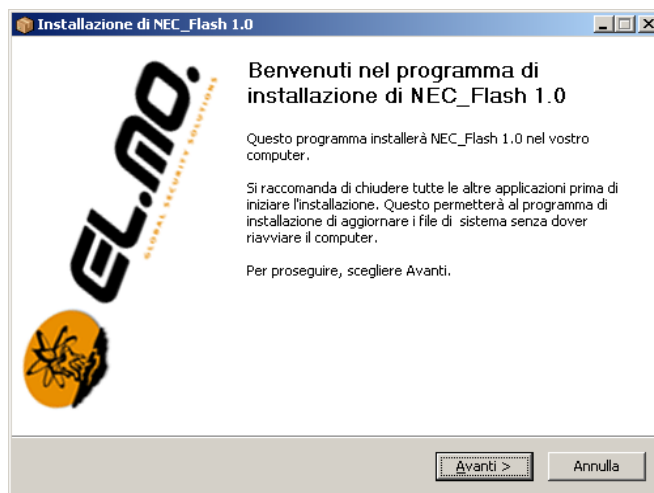 Installazione di NEC_Flash 1.0
Benvenuti nel programma di
installazione di NEC_Flash 1.0
Questo programma installerà NEC_Flash 1.0 nel vostro
computer.
Si raccomanda di chiudere tutte le altre applicazioni prima di
iniziare l'installazione. Questo permetterà al programma di
installazione di aggiornare i file di sistema senza dover
riavviare il computer.
Per proseguire, scegliere Avanti.
EL.MO.
GLOBAL SECURITY SOLUTIONS
Avanti >
Annulla